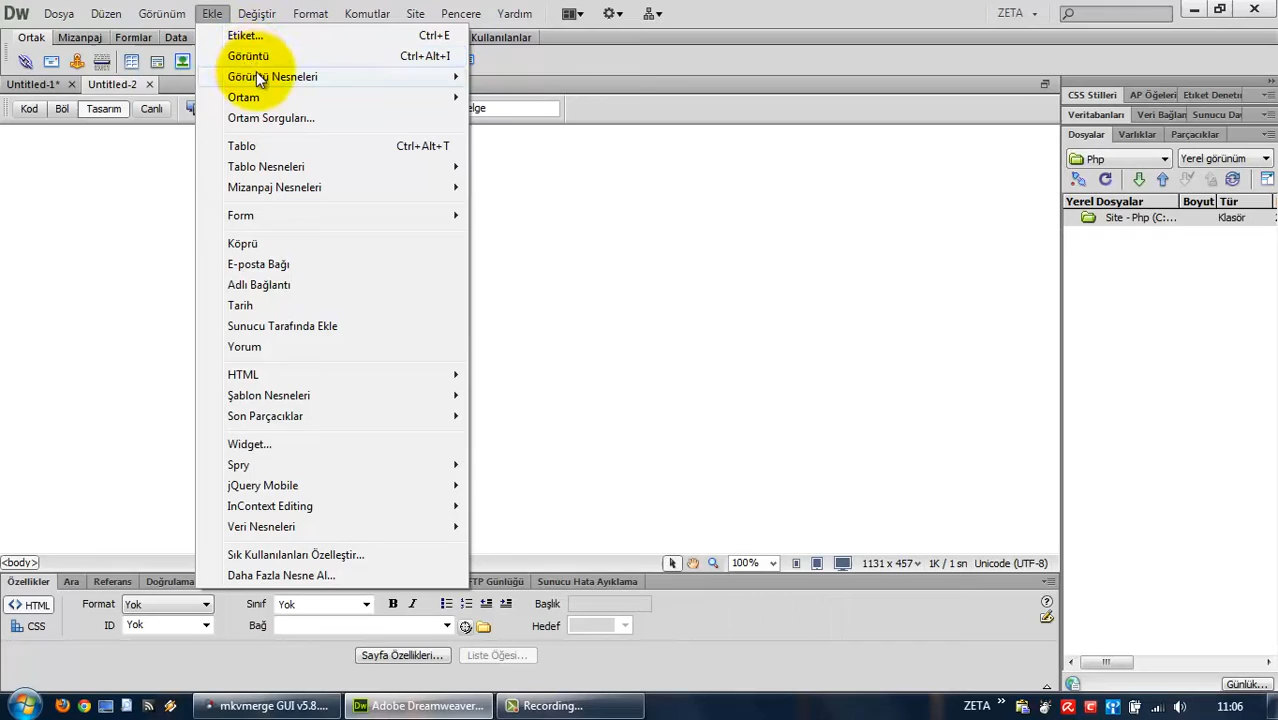 Dw Dosya Düzen Görünüm Ekle Değiştir Format Komutlar Site Pencere Yardım ZETA
Ortak Mizanpaj Formlar Data Kullanılanlar
Untitled-1* Untitled-2
Kod Böl Tasarım Canlı
Etiket... Ctrl+E
Görüntü Ctrl+Alt+I
Görüntü Nesneleri
Ortam
Ortam Sorguları...
Tablo Ctrl+Alt+T
Tablo Nesneleri
Mizanpaj Nesneleri
Form
Köprü
E-posta Bağı
Adlı Bağlantı
Tarih
Sunucu Tarafında Ekle
Yorum
HTML
Şablon Nesneleri
Son Parçacıklar
Widget...
Spry
jQuery Mobile
InContext Editing
Veri Nesneleri
Sık Kullanılanları Özelleştir...
Daha Fazla Nesne Al...
CSS Stilleri AP Öğeleri Etiket Denetim
Veritabanları Veri Bağlan Sunucu Da
Dosyalar Varlıklar Parçacıklar
Php Yerel görünüm
Yerel Dosyalar Boyut Tür
Site - Php (C:... Klasör
<body> 100% 1131 x 457 1K / 1 sn Unicode (UTF-8)
Özellikler Ara Referans Doğrulama FTP Günlüğü Sunucu Hata Ayıklama
HTML Format Yok Sınıf Yok B I Başlık
CSS ID Yok Bağ Hedef
Sayfa Özellikleri... Liste Öğesi...
Günlük...
mkvmerge GUI v5.8.... Adobe Dreamweaver... Recording... ZETA 11:06